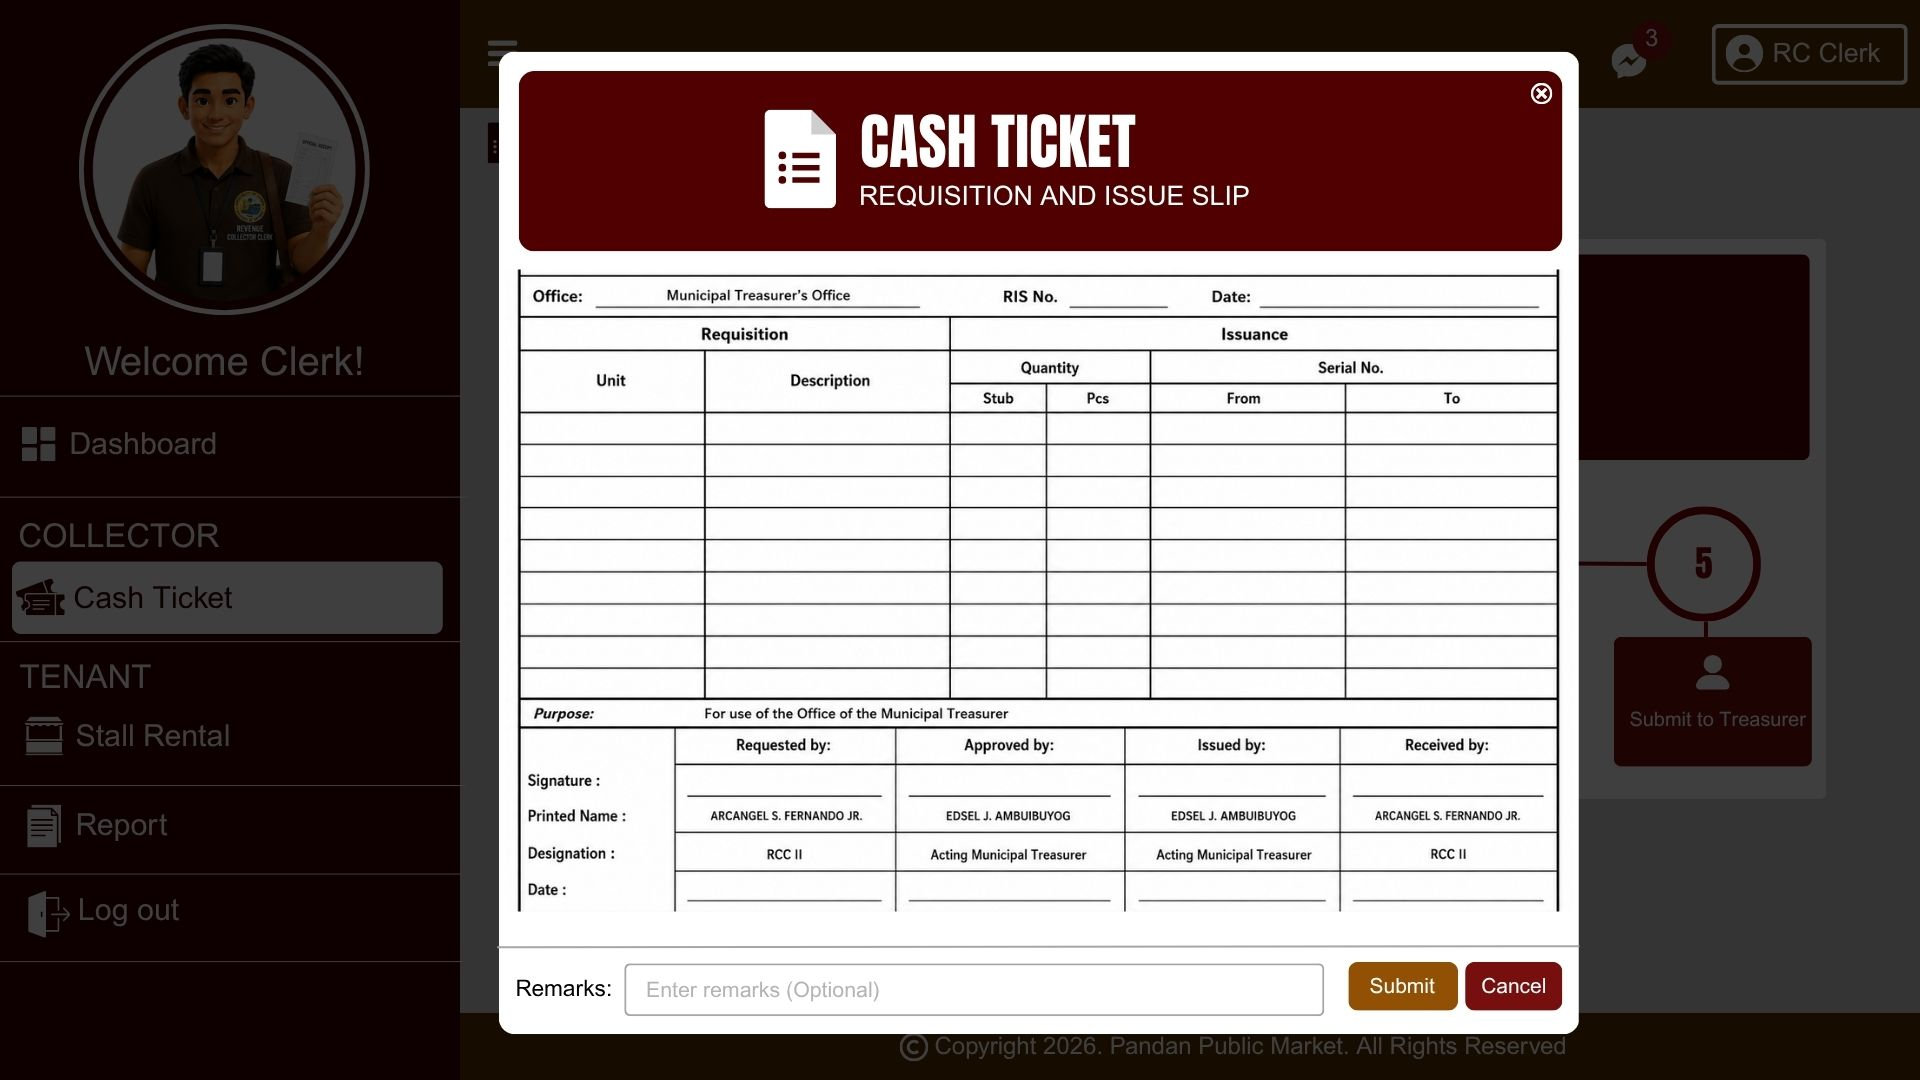 OFFICIAL RECEIPT
REVENUE
COLLECTOR CLERK
Welcome Clerk!
Dashboard
COLLECTOR
Cash Ticket
TENANT
Stall Rental
Report
Log out
3
RC Clerk
CASH TICKET
REQUISITION AND ISSUE SLIP
Office: Municipal Treasurer's Office RIS No. Date:
Requisition Issuance
Unit Description Quantity Serial No.
Stub Pcs From To
Purpose: For use of the Office of the Municipal Treasurer
Requested by: Approved by: Issued by: Received by:
Signature :
Printed Name : ARCANGEL S. FERNANDO JR. EDSEL J. AMBUIBUYOG EDSEL J. AMBUIBUYOG ARCANGEL S. FERNANDO JR.
Designation : RCC II Acting Municipal Treasurer Acting Municipal Treasurer RCC II
Date :
Remarks: Enter remarks (Optional) Submit Cancel
5
Submit to Treasurer
© Copyright 2026. Pandan Public Market. All Rights Reserved